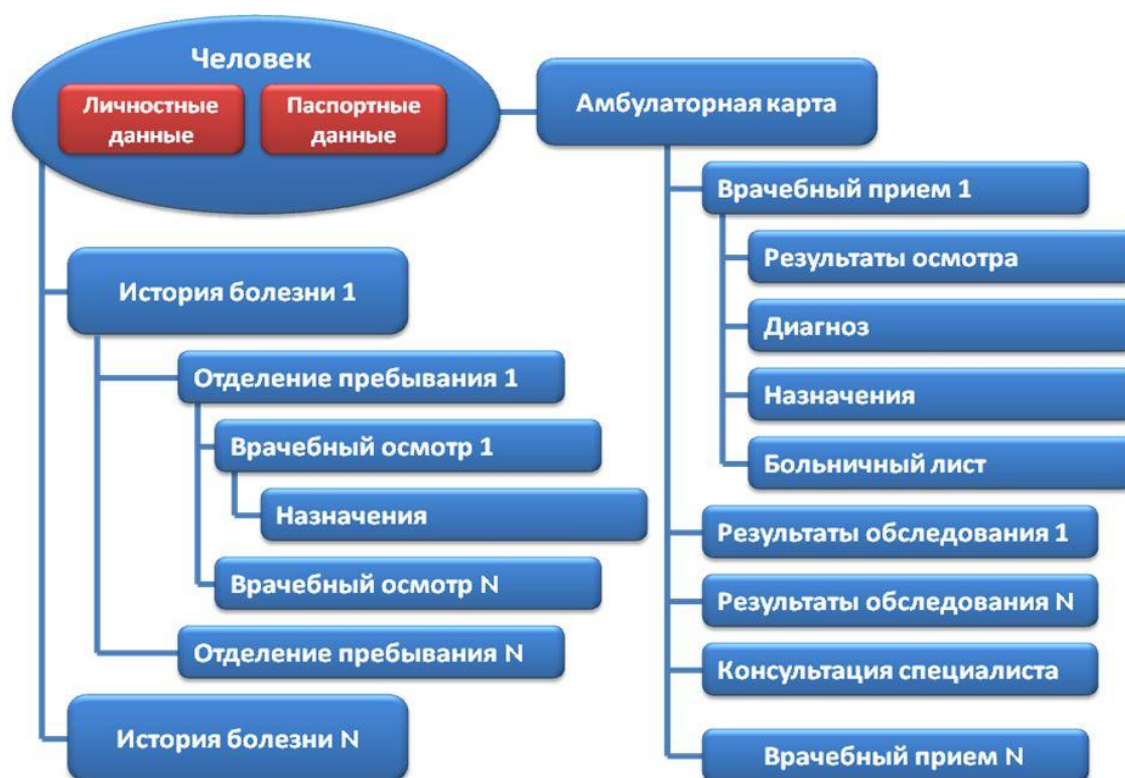 Человек
Личностные
данные
Паспортные
данные
Амбулаторная карта
История болезни 1
Отделение пребывания 1
Врачебный осмотр 1
Назначения
Врачебный осмотр N
Отделение пребывания N
История болезни N
Врачебный прием 1
Результаты осмотра
Диагноз
Назначения
Больничный лист
Результаты обследования 1
Результаты обследования N
Консультация специалиста
Врачебный прием N